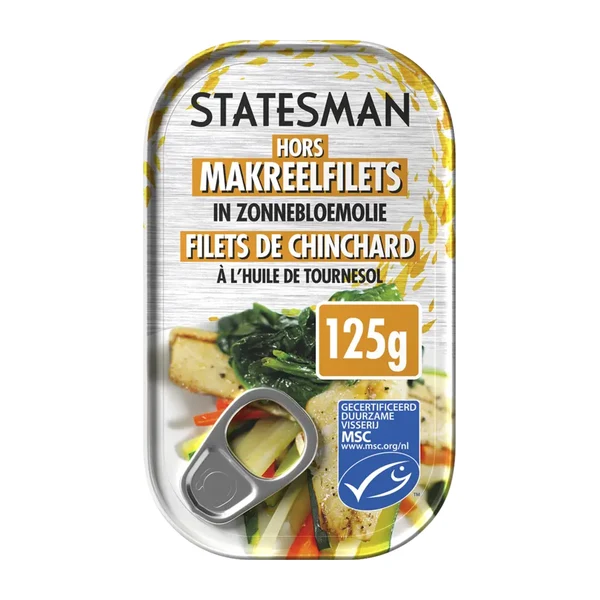 STATESMAN
HORS
MAKREELFILETS
IN ZONNEBLOEMOLIE
FILETS DE CHINCHARD
À L'HUILE DE TOURNESOL
125g
GECERTIFICEERD
DUURZAME
VISSERIJ
MSC
www.msc.org/nl
TM